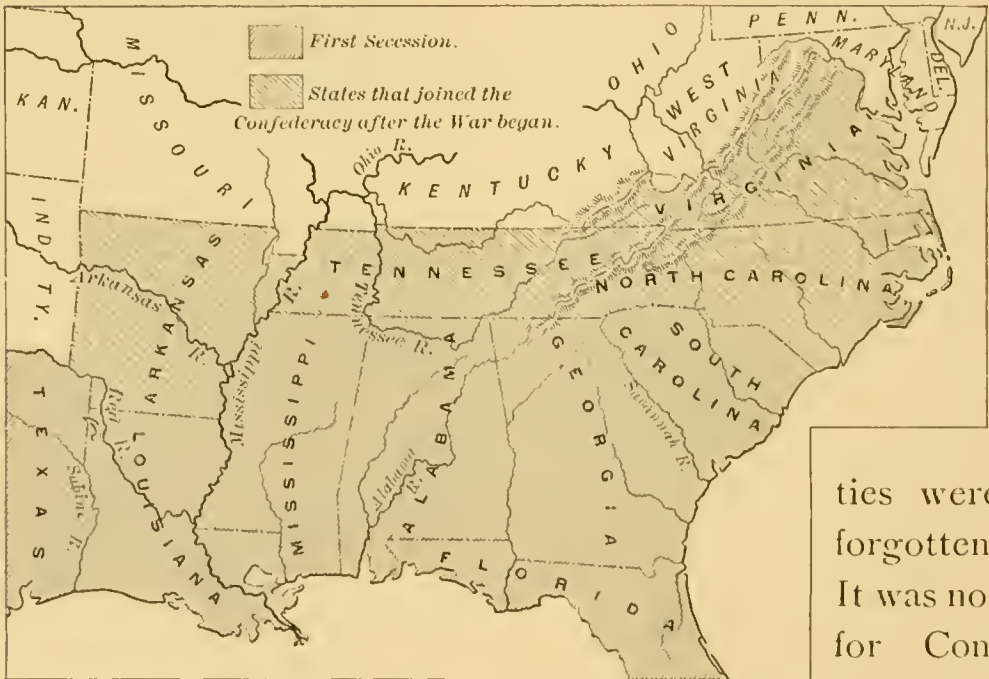 First Secession.
States that joined the
Confederacy after the War began.
PENN.
N.J.
MARYLAND
DEL.
OHIO
WEST
VIRGINIA
KAN.
MISSOURI
Ohio R.
KENTUCKY
VIRGINIA
IND.TY.
Arkansas R.
ARKANSAS
TENNESSEE
Tennessee R.
NORTH CAROLINA
Mississippi R.
SOUTH
CAROLINA
Savannah R.
TEXAS
Red R.
Sabine R.
LOUISIANA
MISSISSIPPI
Alabama R.
ALABAMA
GEORGIA
FLORIDA
ties were
forgotten
It was no
for Con